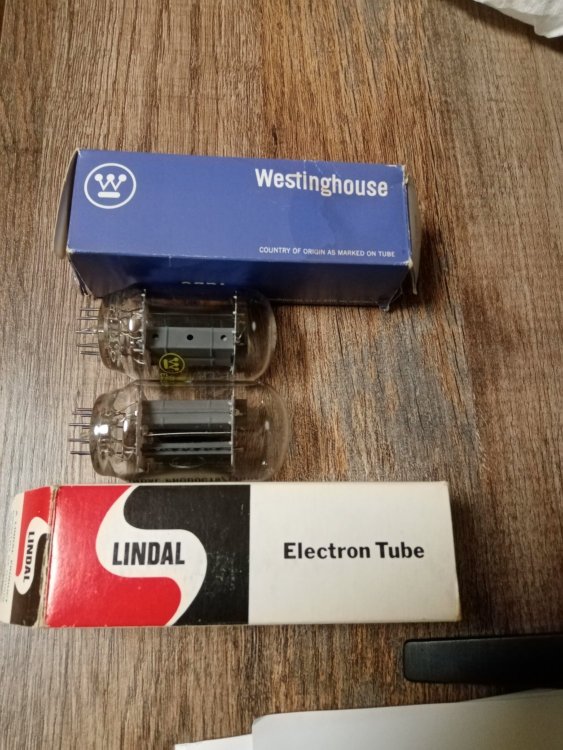 W
Westinghouse
COUNTRY OF ORIGIN AS MARKED ON TUBE
W
LINDAL
LINDAL
Electron Tube